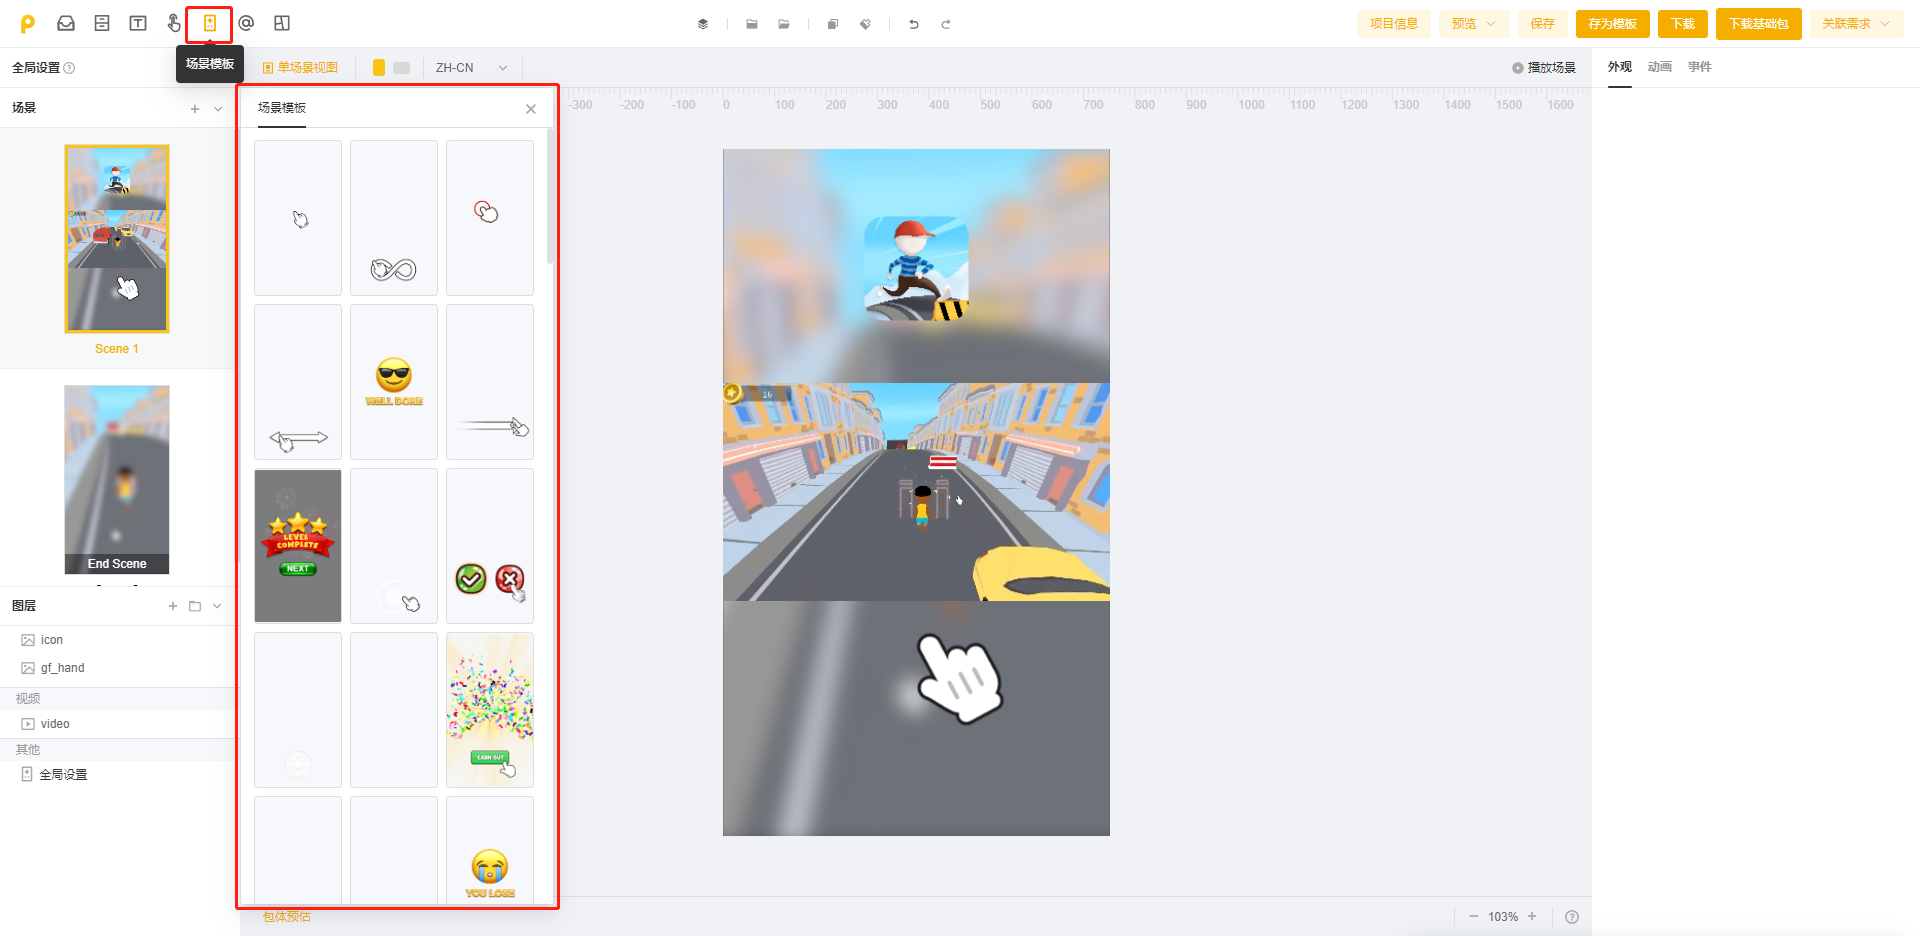 项目信息
预览
保存
存为模板
下载
下载基础包
关联需求
场景模板
全局设置
单场景视图
ZH-CN
播放场景
外观
动画
事件
场景
场景模板
-300 -200 -100 0 100 200 300 400 500 600 700 800 900 1000 1100 1200 1300 1400 1500 1600
Scene 1
End Scene
WELL DONE
LEVEL
COMPLETE
NEXT
CASH OUT
YOU LOSE
16
图层
icon
gf_hand
视频
video
其他
全局设置
包体预估
103%